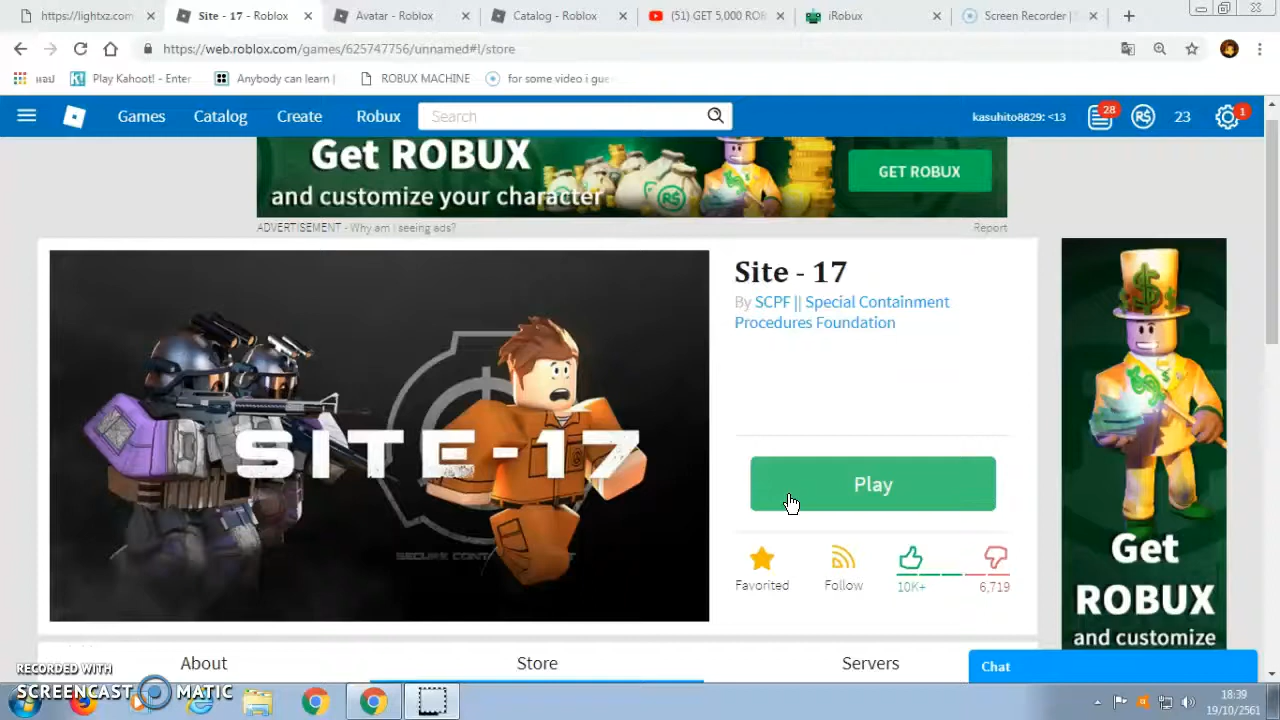 https://lightxz.com
Site - 17 - Roblox
Avatar - Roblox
Catalog - Roblox
(51) GET 5,000 RO
iRobux
Screen Recorder |
https://web.roblox.com/games/625747756/unnamed#!/store
แอป
Play Kahoot! - Enter
Anybody can learn |
ROBUX MACHINE
for some video i gue
Games
Catalog
Create
Robux
Search
kasuhito8829: <13
28
R$
23
1
Get ROBUX
and customize your character
R$
GET ROBUX
ADVERTISEMENT - Why am I seeing ads?
Report
SITE-17
Site - 17
By SCPF || Special Containment
Procedures Foundation
Play
Favorited
Follow
10K+
6,719
Get
ROBUX
and customize
About
Store
Servers
Chat
RECORDED WITH
SCREENCAST MATIC
18:39
19/10/2561